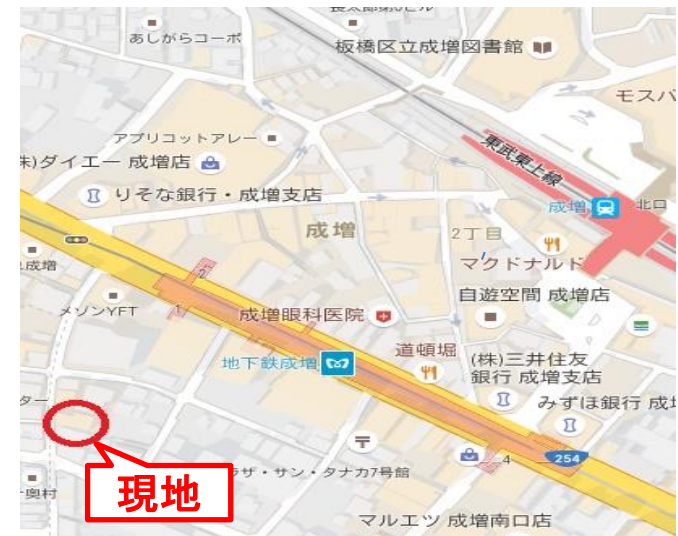 あしがらコーポ
板橋区立成増図書館
モスバ
アプリコットアレー
東武東上線
ダイエー 成増店
りそな銀行・成増支店
成増
北口
成増
2丁目
マクドナルド
成増
2
自遊空間 成増店
メゾンYFT
1
成増眼科医院
道頓堀
(株)三井住友
銀行 成増支店
地下鉄成増
みずほ銀行 成
ター
〒
254
4
ザ・サン・タナカ7号館
現地
奥村
マルエツ 成増南口店